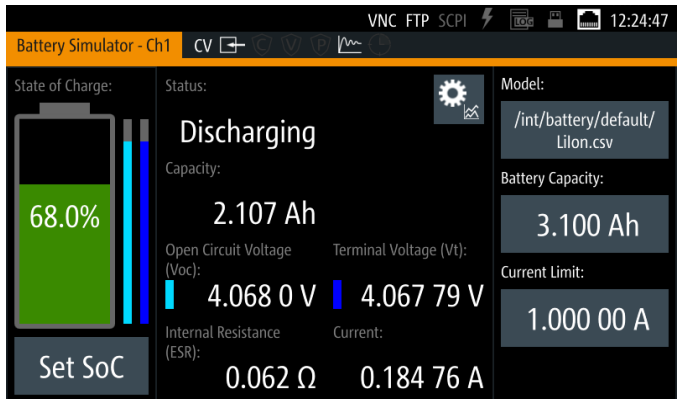 VNC FTP SCPI LOG 12:24:47
Battery Simulator - Ch1 CV C V P
State of Charge:
68.0%
Set SoC
Status:
Discharging
Capacity:
2.107 Ah
Open Circuit Voltage
(Voc):
4.068 0 V
Terminal Voltage (Vt):
4.067 79 V
Internal Resistance
(ESR):
0.062 Ω
Current:
0.184 76 A
Model:
/int/battery/default/
LiIon.csv
Battery Capacity:
3.100 Ah
Current Limit:
1.000 00 A